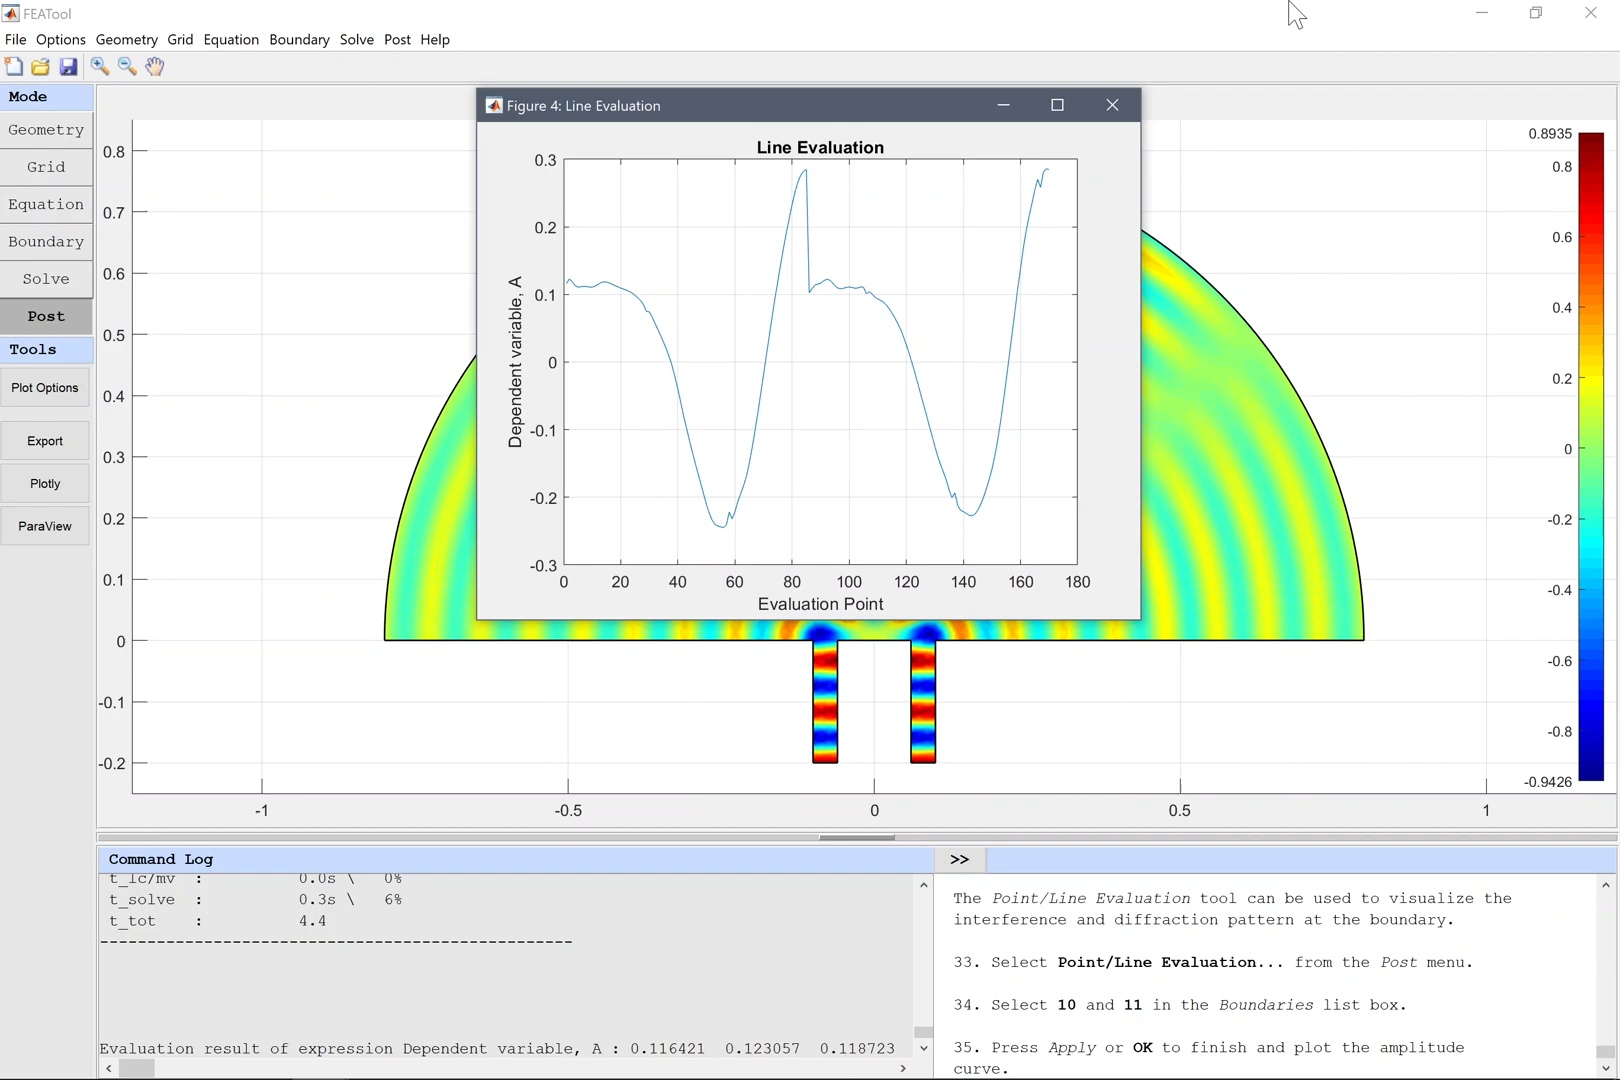 FEATool
File Options Geometry Grid Equation Boundary Solve Post Help
Mode
Geometry
Grid
Equation
Boundary
Solve
Post
Tools
Plot Options
Export
Plotly
ParaView
0.8
0.7
0.6
0.5
0.4
0.3
0.2
0.1
0
-0.1
-0.2
-1 -0.5 0 0.5 1
Figure 4: Line Evaluation
Line Evaluation
Dependent variable, A
0.3
0.2
0.1
0
-0.1
-0.2
-0.3
0 20 40 60 80 100 120 140 160 180
Evaluation Point
0.8935
0.8
0.6
0.4
0.2
0
-0.2
-0.4
-0.6
-0.8
-0.9426
Command Log
t_lc/mv : 0.0s \ 0%
t_solve : 0.3s \ 6%
t_tot : 4.4
-------------------------------------------------
Evaluation result of expression Dependent variable, A : 0.116421 0.123057 0.118723
>>
The Point/Line Evaluation tool can be used to visualize the
interference and diffraction pattern at the boundary.
33. Select Point/Line Evaluation... from the Post menu.
34. Select 10 and 11 in the Boundaries list box.
35. Press Apply or OK to finish and plot the amplitude
curve.